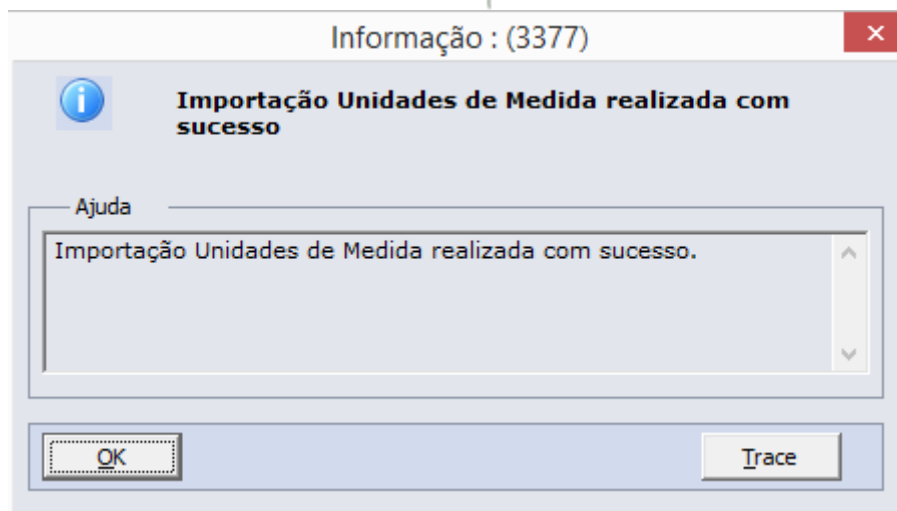 Informação : (3377)
Importação Unidades de Medida realizada com
sucesso
Ajuda
Importação Unidades de Medida realizada com sucesso.
OK
Trace